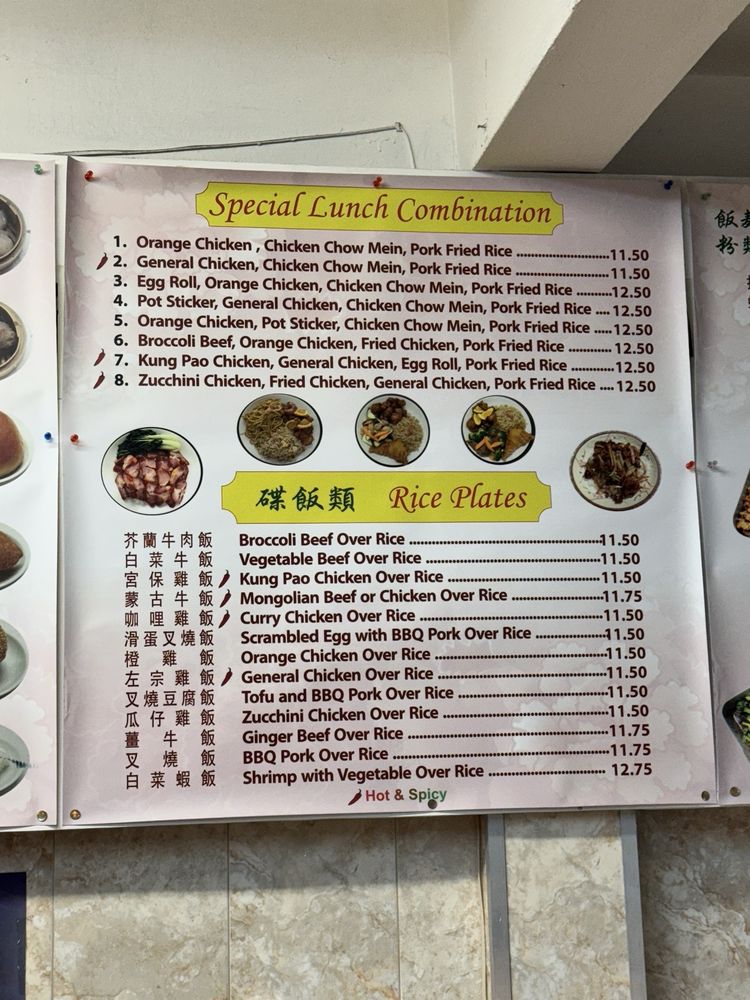 Special Lunch Combination
1. Orange Chicken , Chicken Chow Mein, Pork Fried Rice ............................11.50
2. General Chicken, Chicken Chow Mein, Pork Fried Rice ............................11.50
3. Egg Roll, Orange Chicken, Chicken Chow Mein, Pork Fried Rice ..........12.50
4. Pot Sticker, General Chicken, Chicken Chow Mein, Pork Fried Rice ....12.50
5. Orange Chicken, Pot Sticker, Chicken Chow Mein, Pork Fried Rice .....12.50
6. Broccoli Beef, Orange Chicken, Fried Chicken, Pork Fried Rice ............12.50
7. Kung Pao Chicken, General Chicken, Egg Roll, Pork Fried Rice ............12.50
8. Zucchini Chicken, Fried Chicken, General Chicken, Pork Fried Rice ....12.50
碟飯類 Rice Plates
芥蘭牛肉飯 Broccoli Beef Over Rice ..................................................11.50
白菜牛飯 Vegetable Beef Over Rice ..............................................11.50
宮保雞飯 Kung Pao Chicken Over Rice ........................................11.50
蒙古牛飯 Mongolian Beef or Chicken Over Rice ........................11.75
咖哩雞飯 Curry Chicken Over Rice ..............................................11.50
滑蛋叉燒飯 Scrambled Egg with BBQ Pork Over Rice ..................11.50
橙雞飯 Orange Chicken Over Rice ............................................11.50
左宗雞飯 General Chicken Over Rice ...........................................11.50
叉燒豆腐飯 Tofu and BBQ Pork Over Rice ......................................11.50
瓜仔雞飯 Zucchini Chicken Over Rice ..........................................11.50
薑牛飯 Ginger Beef Over Rice ....................................................11.75
叉燒飯 BBQ Pork Over Rice ........................................................11.75
白菜蝦飯 Shrimp with Vegetable Over Rice .............................. 12.75
Hot & Spicy
飯
粉